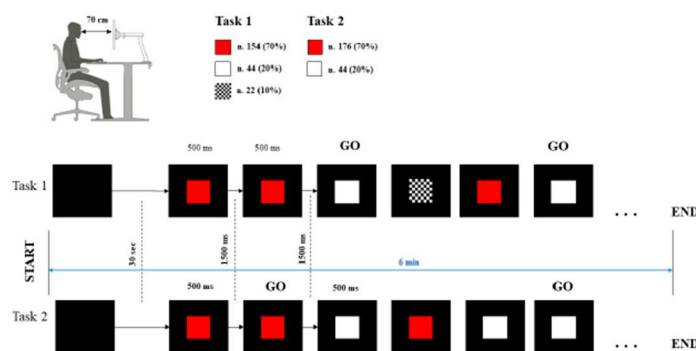 70 cm
Task 1 Task 2
n. 154 (70%) n. 176 (70%)
n. 44 (20%) n. 44 (20%)
n. 22 (10%)
500 ms 500 ms GO GO
Task 1
. . . END
START
30 sec
1500 ms
1500 ms
6 min
500 ms GO 500 ms GO
Task 2
. . . END